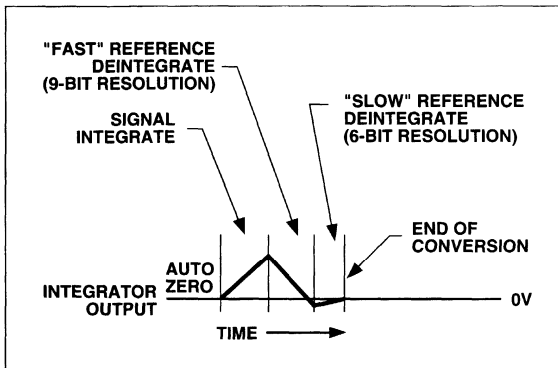 "FAST" REFERENCE
DEINTEGRATE
(9-BIT RESOLUTION)
SIGNAL
INTEGRATE
"SLOW" REFERENCE
DEINTEGRATE
(6-BIT RESOLUTION)
END OF
CONVERSION
AUTO
ZERO
INTEGRATOR
OUTPUT
0V
TIME